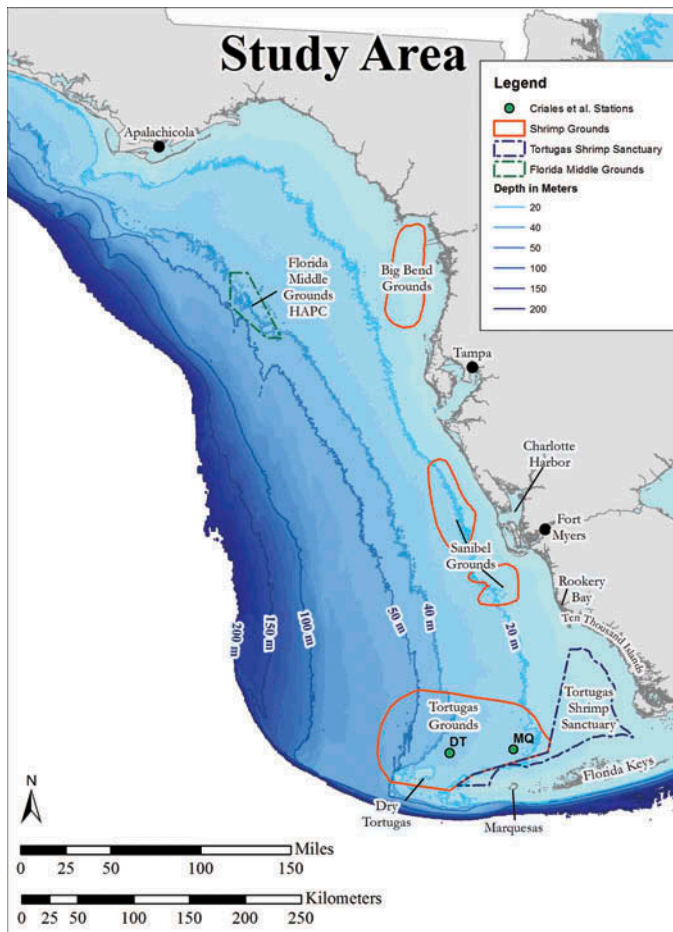 Study Area
Legend
Criales et al. Stations
Shrimp Grounds
Tortugas Shrimp Sanctuary
Florida Middle Grounds
Depth in Meters
20
40
50
100
150
200
Apalachicola
Big Bend
Grounds
Florida
Middle
Grounds
HAPC
Tampa
Charlotte
Harbor
Fort
Myers
Sanibel
Grounds
Rookery
Bay
Ten Thousand Islands
200 m
150 m
100 m
50 m
40 m
20 m
Tortugas
Grounds
DT
MQ
Tortugas
Shrimp
Sanctuary
Florida Keys
Dry
Tortugas
Marquesas
N
Miles
0 25 50 100 150
Kilometers
0 25 50 100 150 200 250